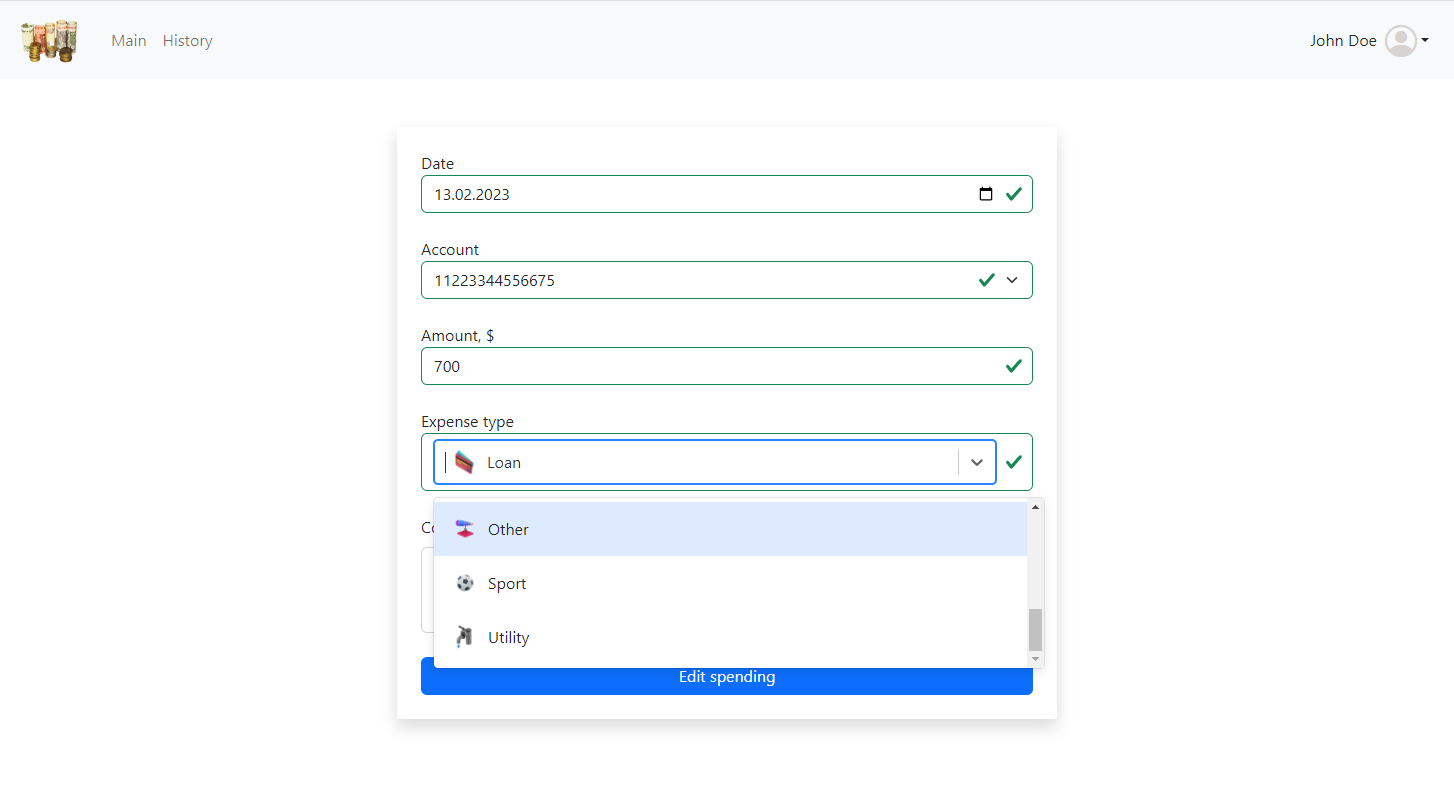 Main History John Doe
Date
13.02.2023
Account
11223344556675
Amount, $
700
Expense type
Loan
Other
Sport
Utility
Edit spending